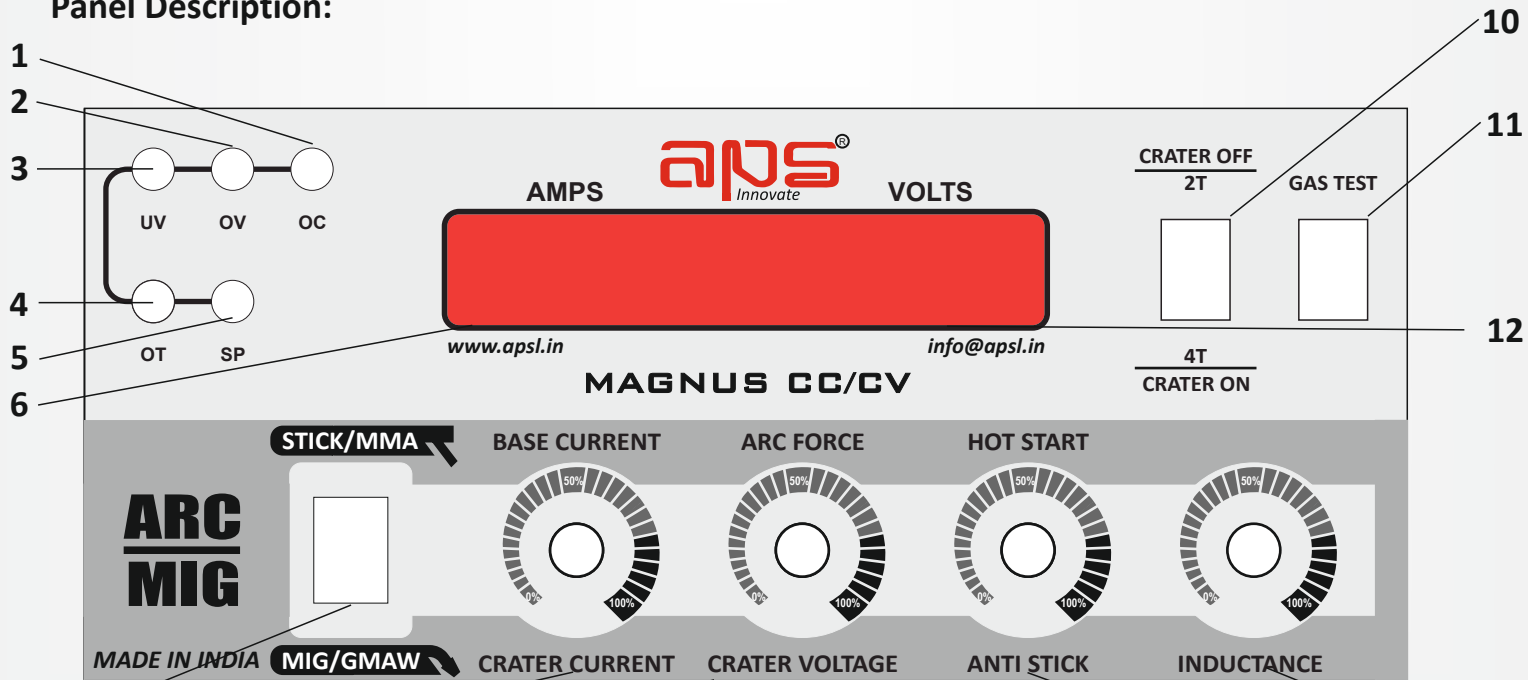 Panel Description:
1
2
3
4
5
6
10
11
12
UV OV OC
OT SP
AMPS
aps®
Innovate
VOLTS
www.apsl.in
info@apsl.in
MAGNUS CC/CV
CRATER OFF
2T
GAS TEST
4T
CRATER ON
ARC
MIG
MADE IN INDIA
STICK/MMA
MIG/GMAW
BASE CURRENT
0% 50% 100%
CRATER CURRENT
ARC FORCE
0% 50% 100%
CRATER VOLTAGE
HOT START
0% 50% 100%
ANTI STICK
0% 50% 100%
INDUCTANCE